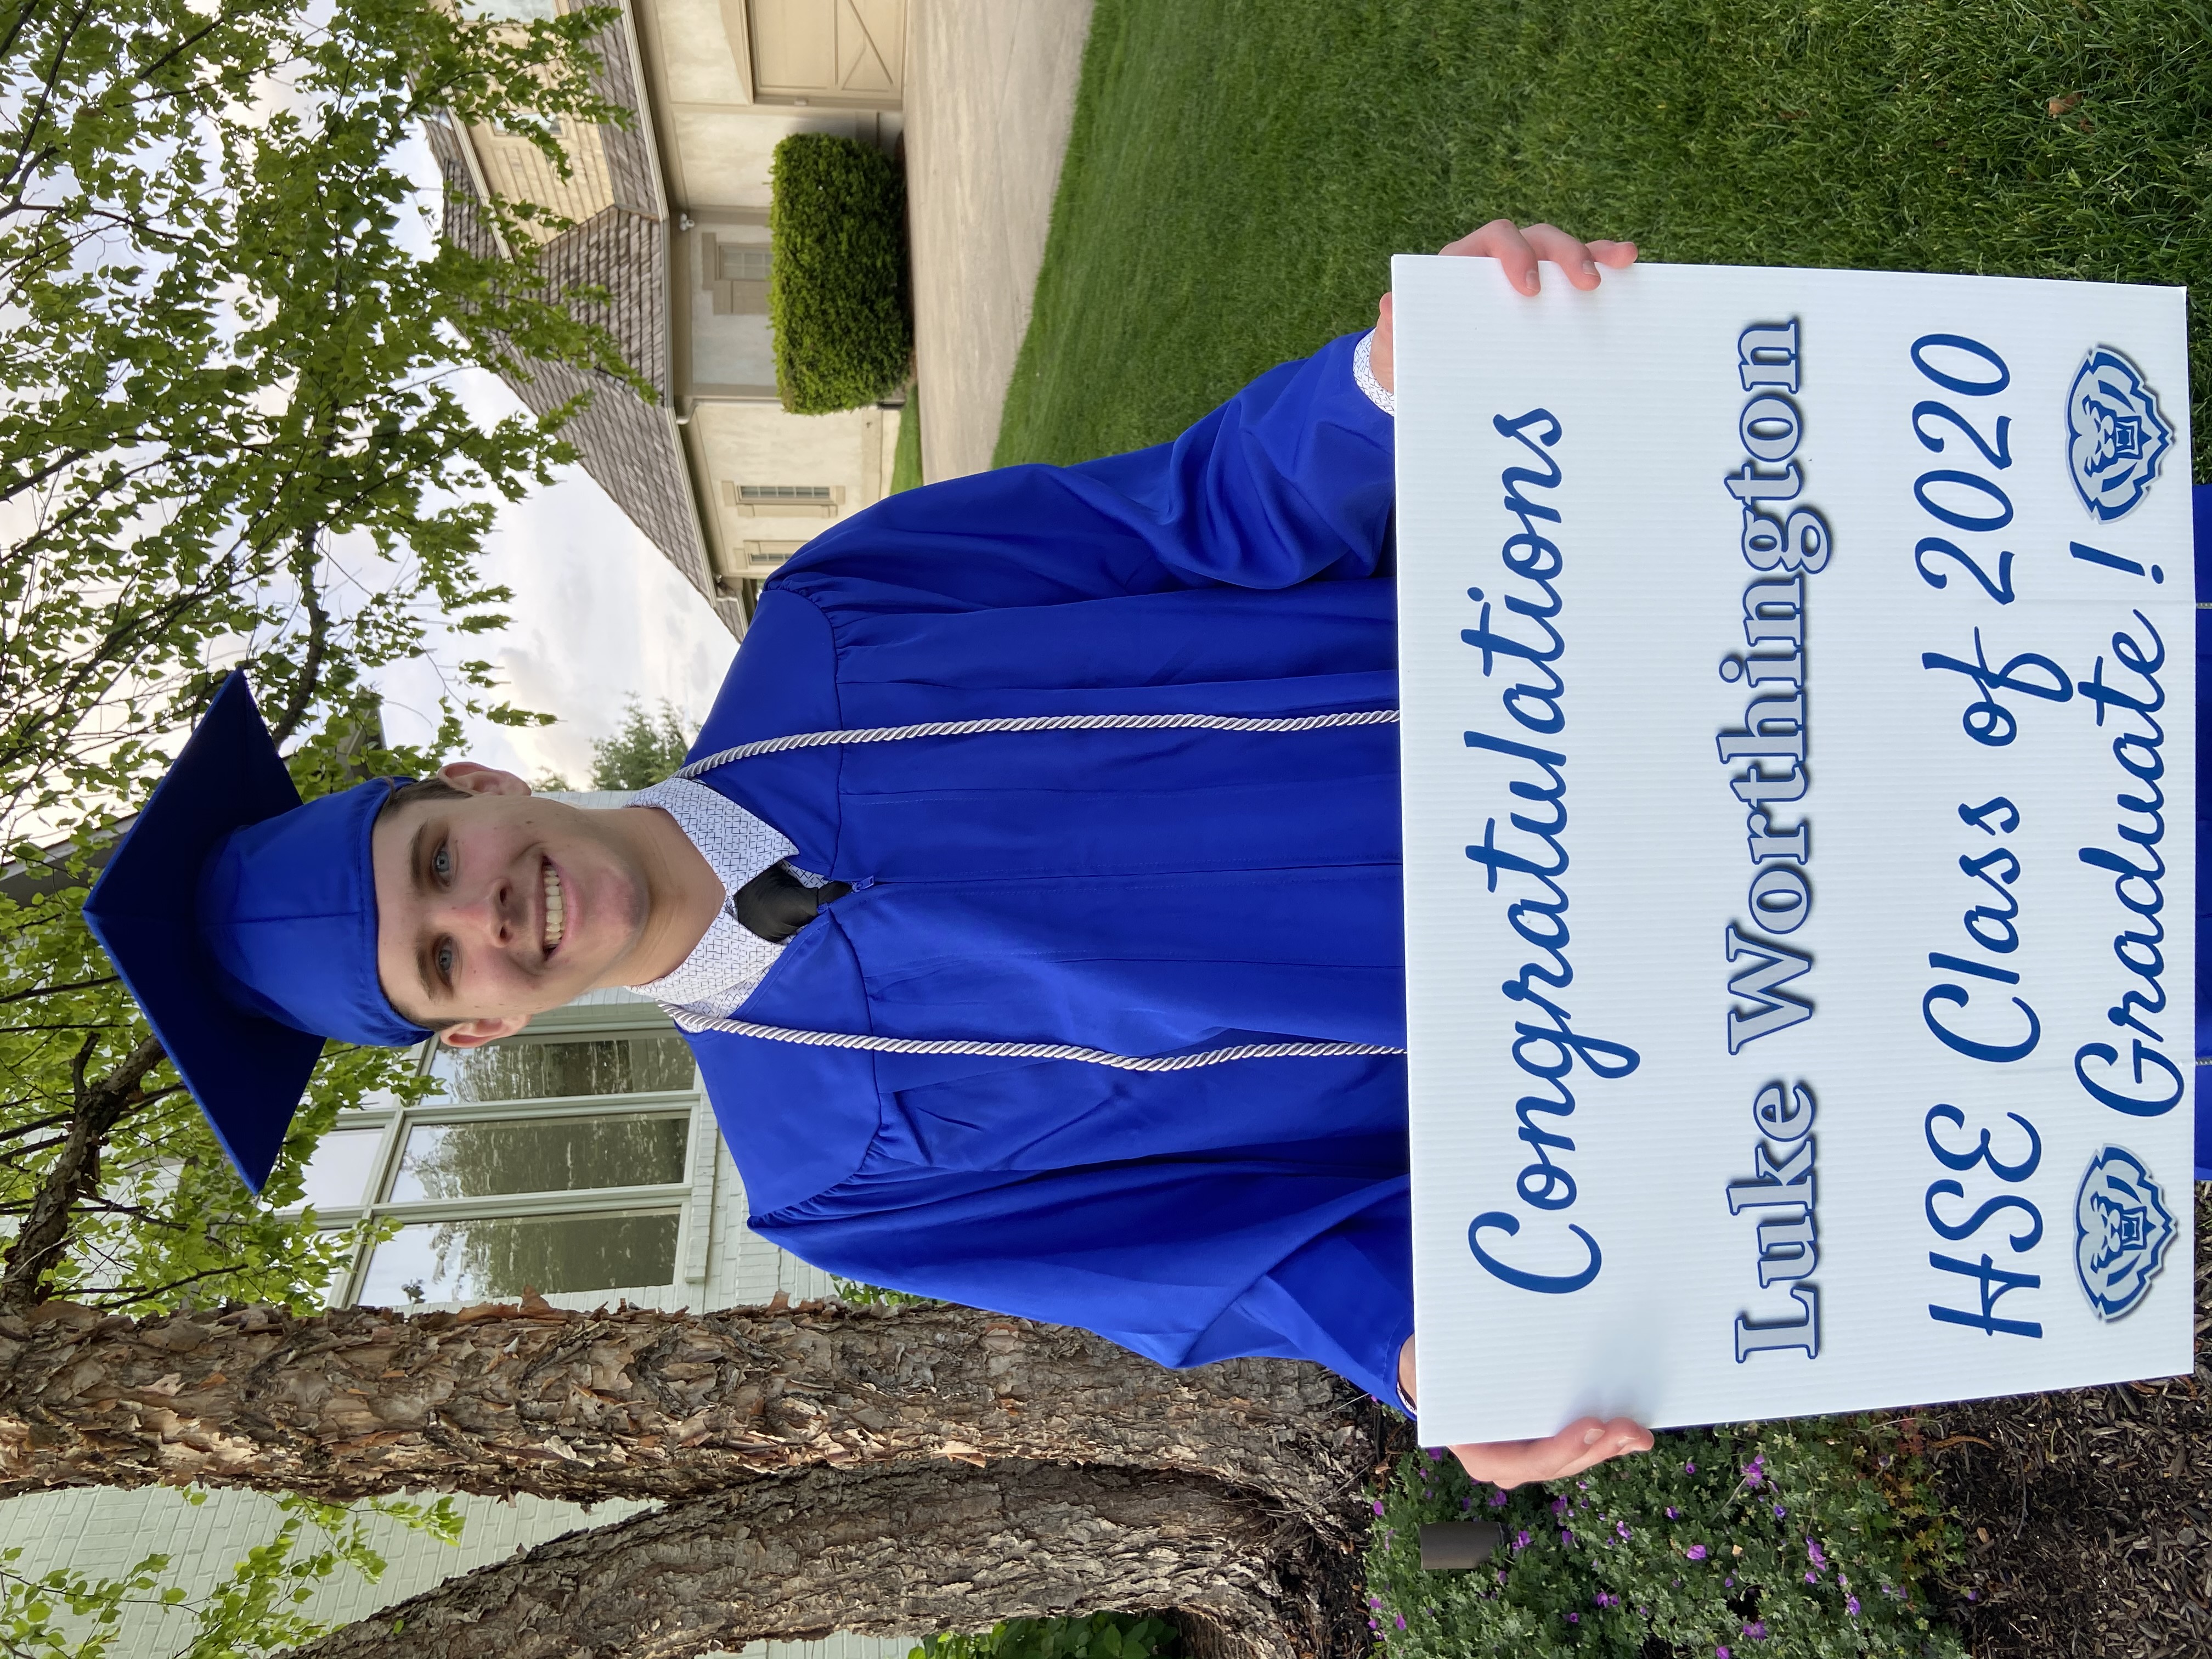 Congratulations
Luke Worthington
HSE Class of 2020
Graduate !